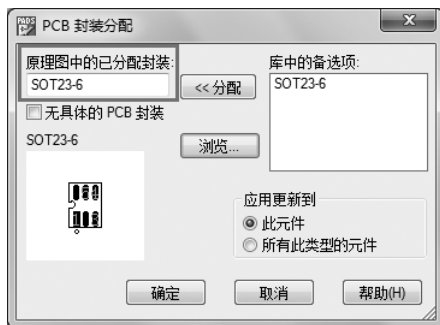 PADS
PCB 封装分配
原理图中的已分配封装:
SOT23-6
<< 分配
库中的备选项:
SOT23-6
无具体的 PCB 封装
SOT23-6
浏览...
应用更新到
此元件
所有此类型的元件
确定
取消
帮助(H)